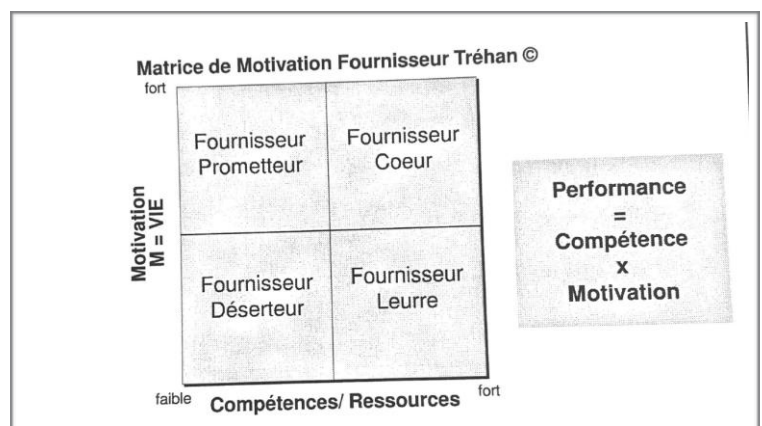 Matrice de Motivation Fournisseur Tréhan ©
fort
Fournisseur
Prometteur
Fournisseur
Coeur
Motivation
M = VIE
Fournisseur
Déserteur
Fournisseur
Leurre
faible
Compétences/ Ressources
fort
Performance
=
Compétence
x
Motivation